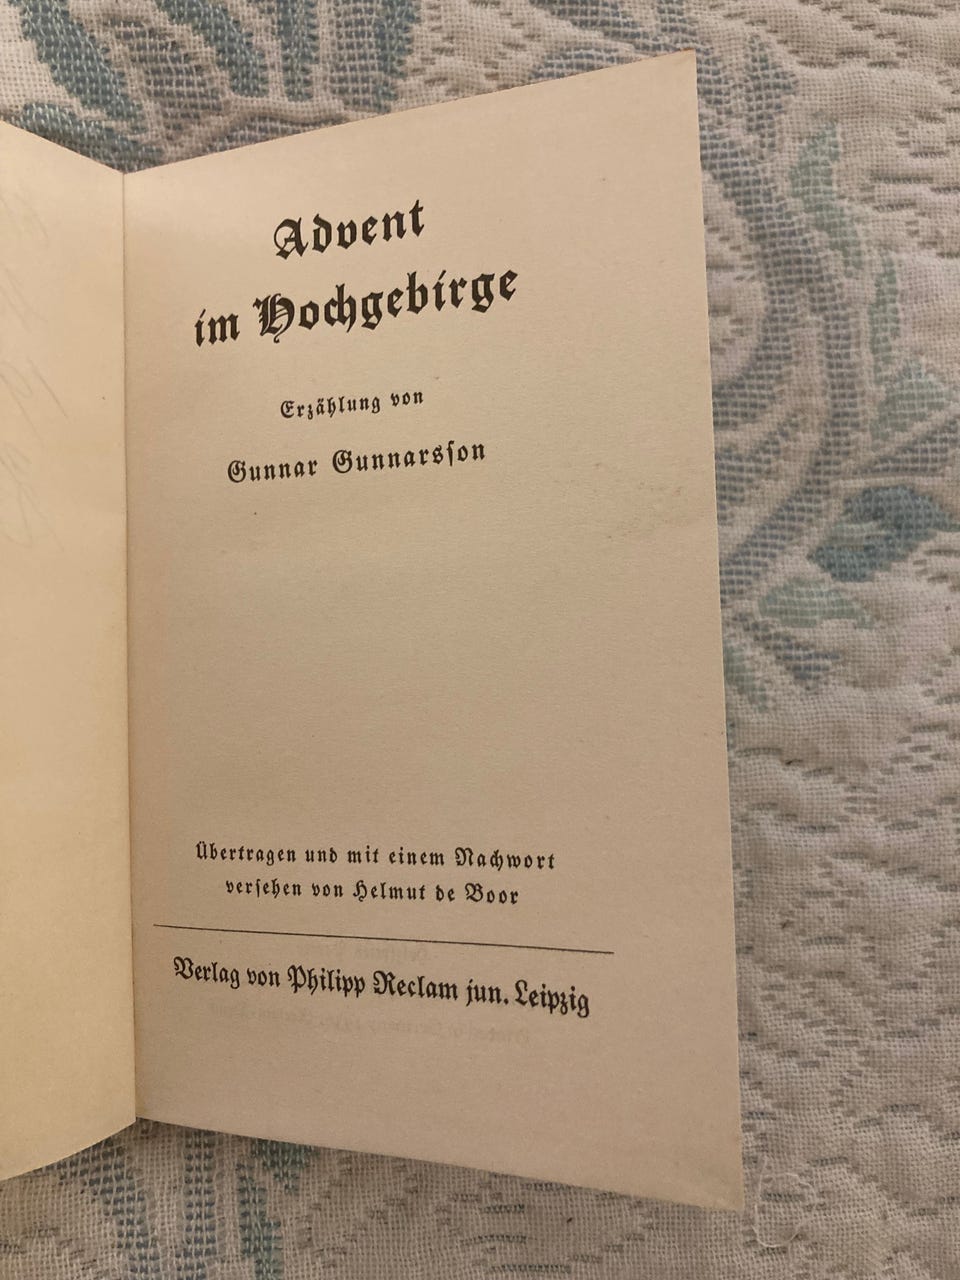 Advent
im Hochgebirge
Erzählung von
Gunnar Gunnarsſon
Übertragen und mit einem Nachwort
verſehen von Helmut de Boor
Verlag von Philipp Reclam jun. Leipzig